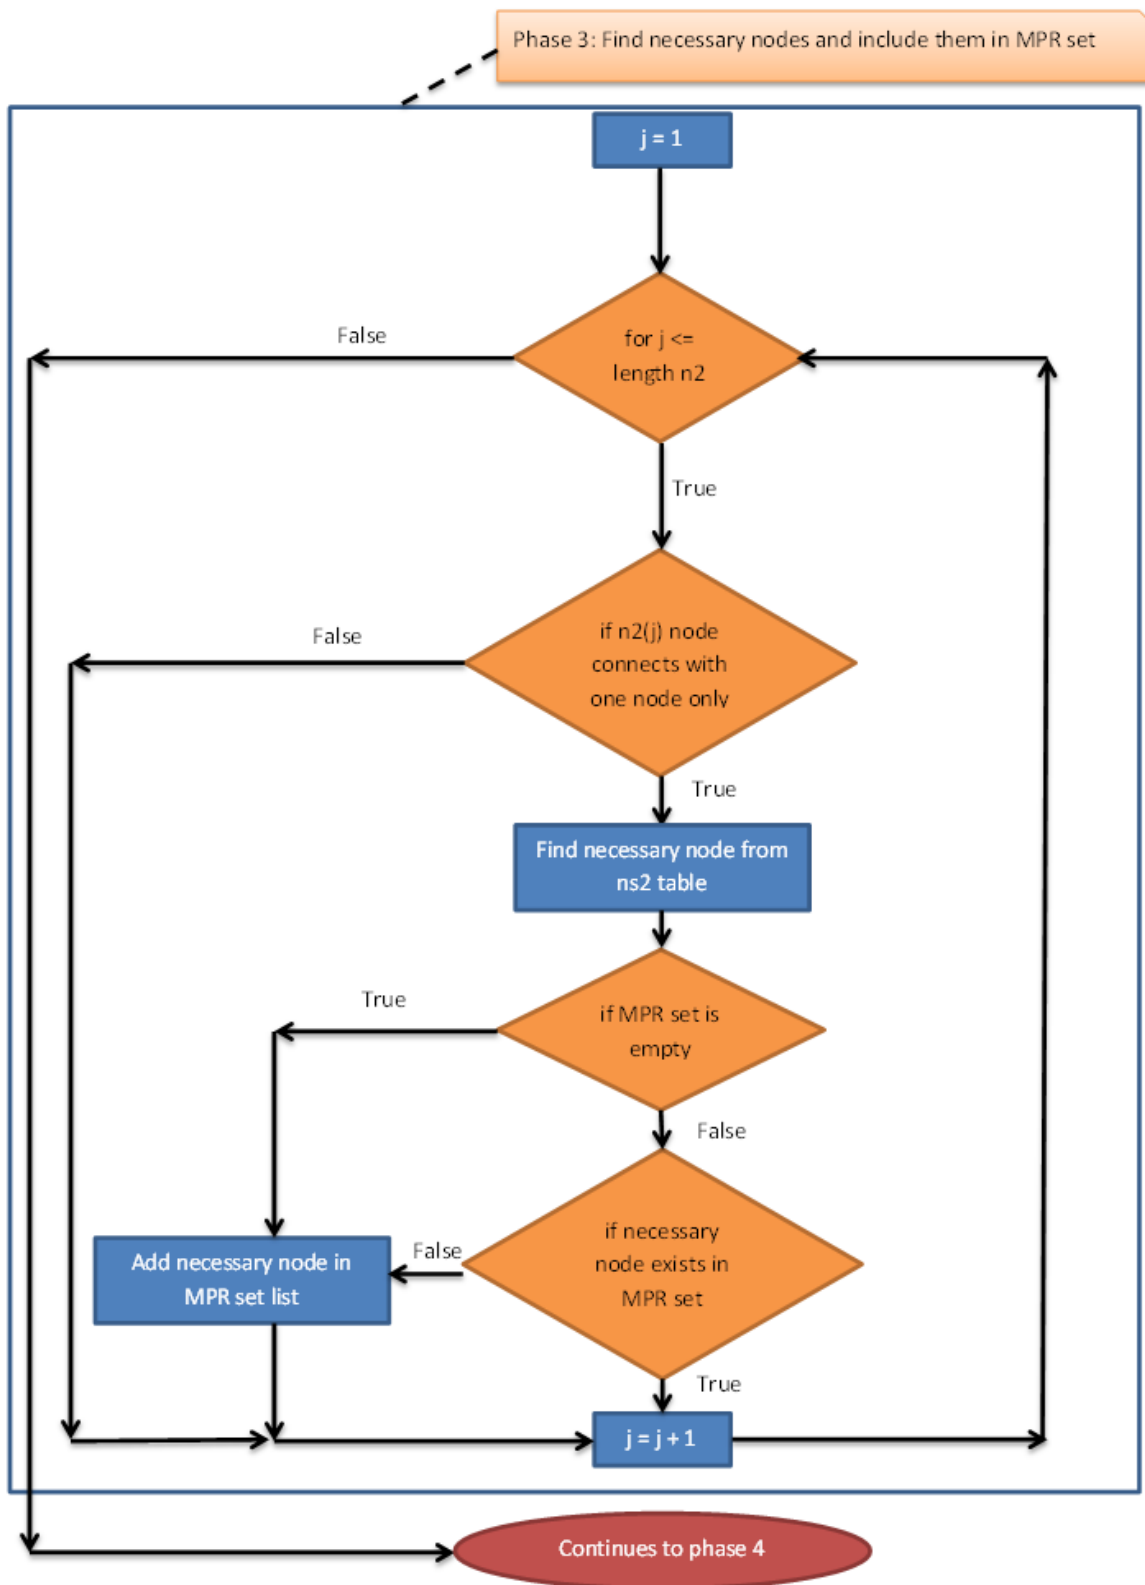 Phase 3: Find necessary nodes and include them in MPR set
j = 1
False
for j <=
length n2
True
False
if n2(j) node
connects with
one node only
True
Find necessary node from
ns2 table
True
if MPR set is
empty
False
Add necessary node in
MPR set list
False
if necessary
node exists in
MPR set
True
j = j + 1
Continues to phase 4